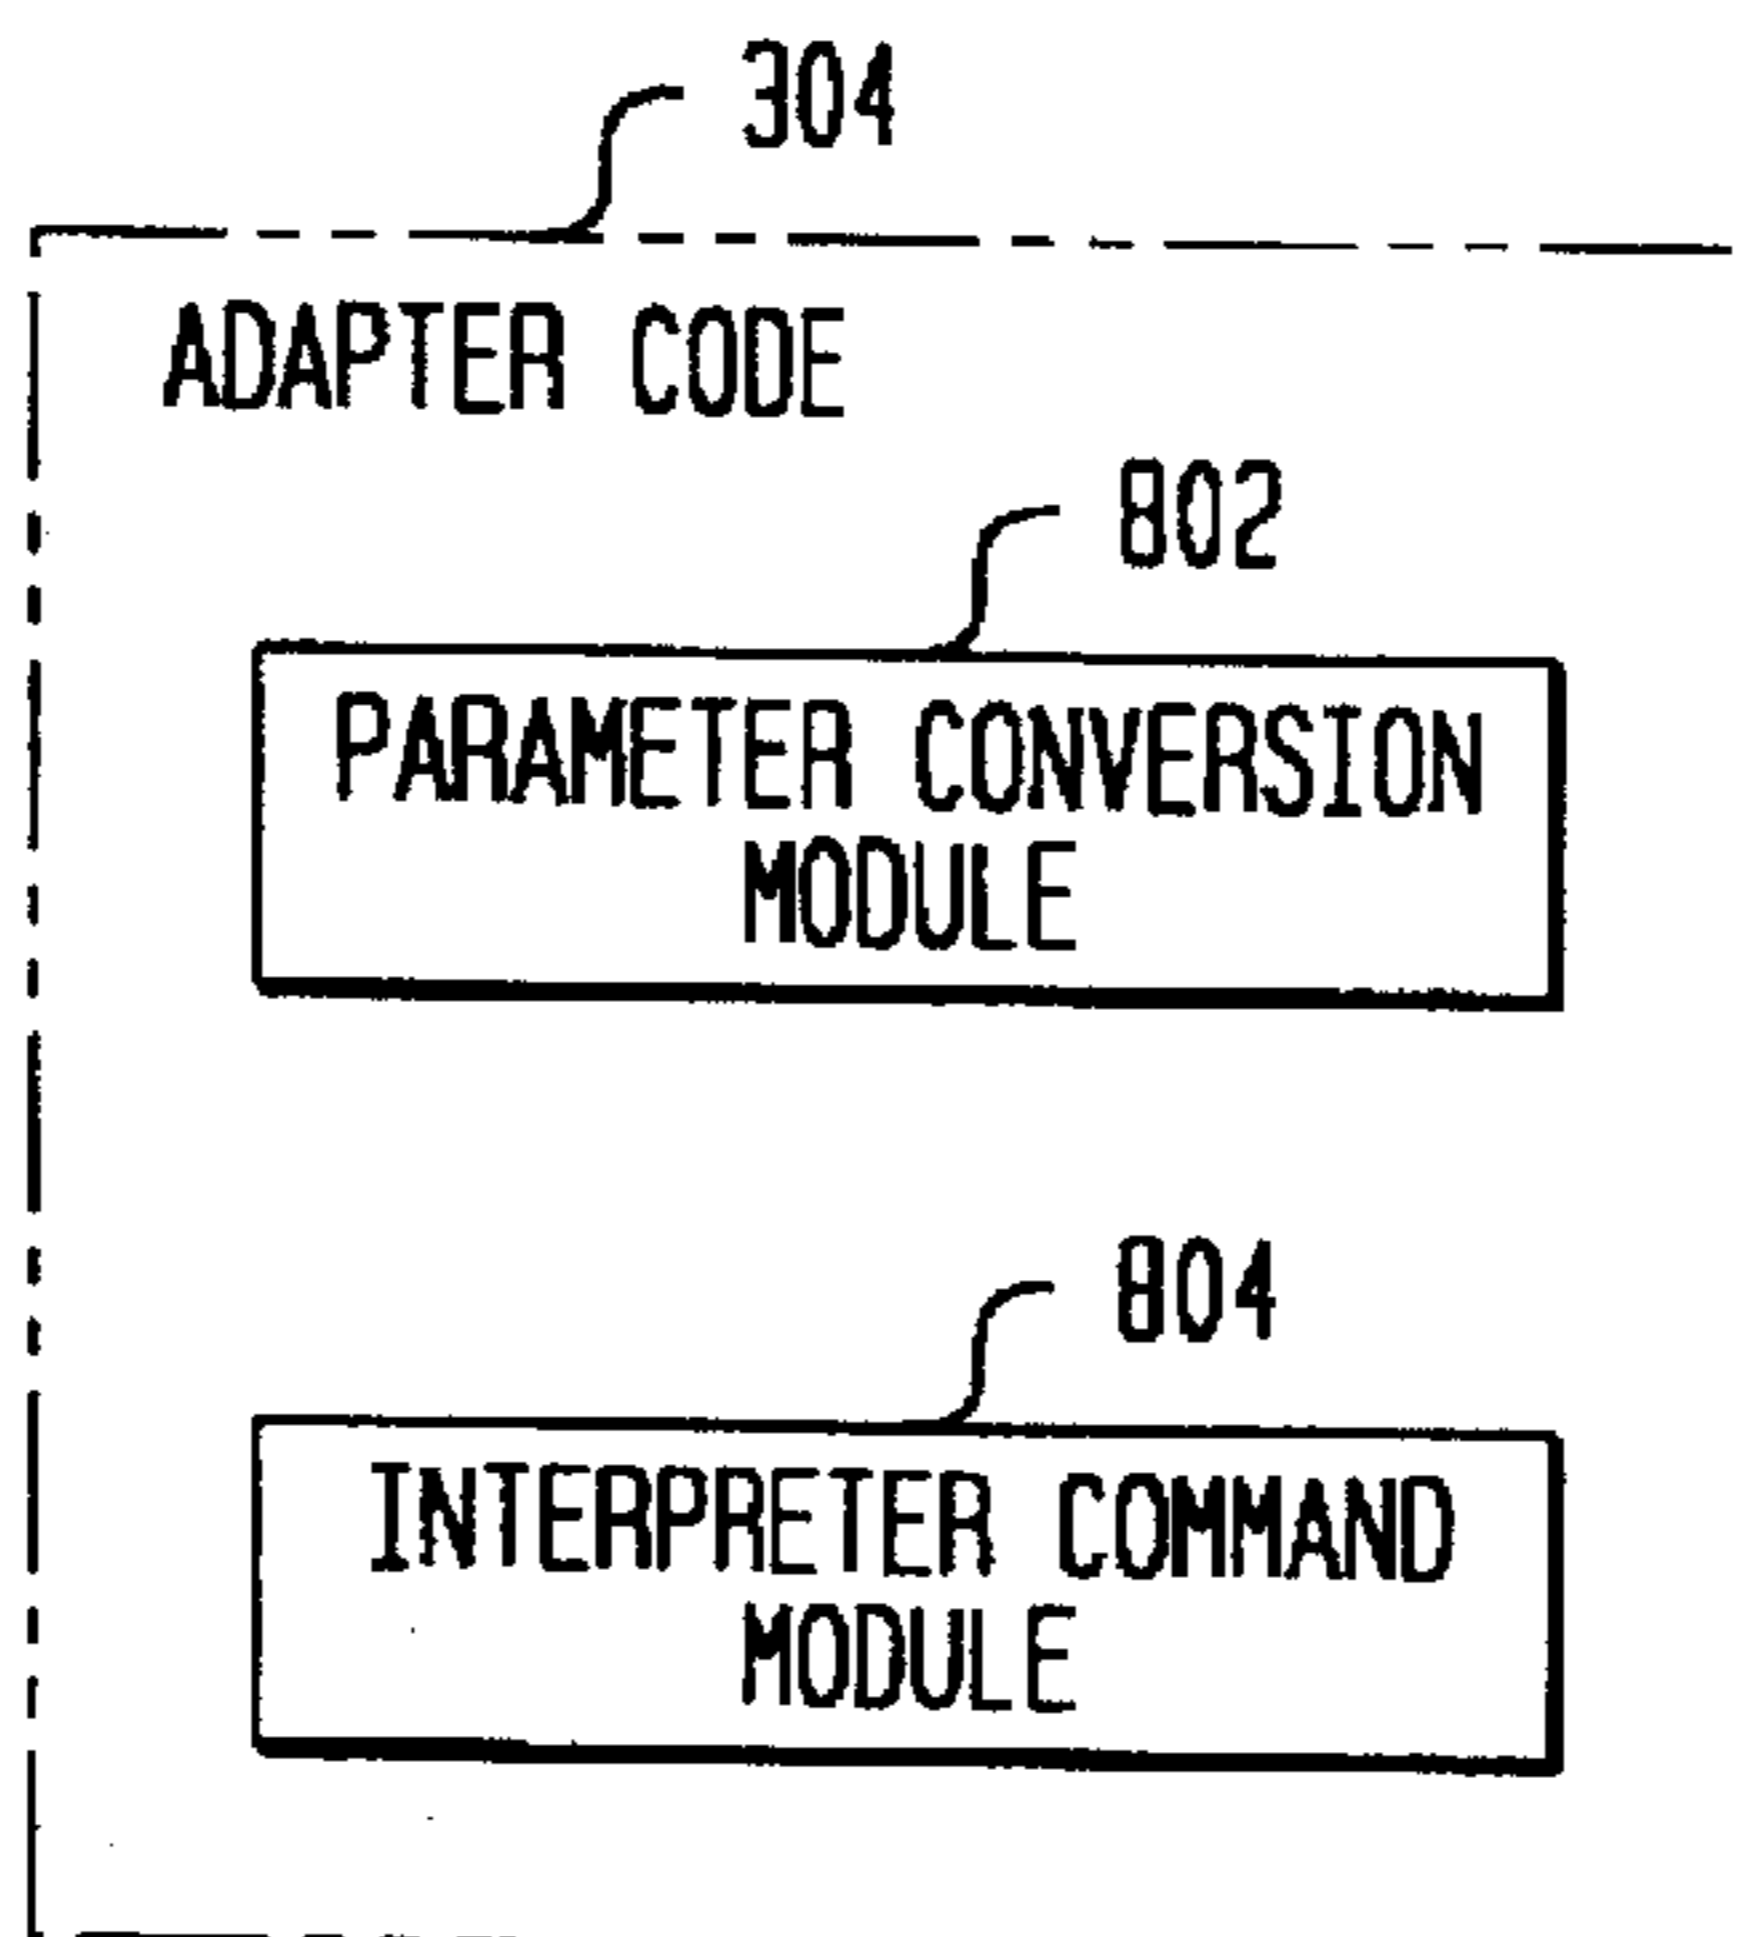 304
ADAPTER CODE
802
PARAMETER CONVERSION
MODULE
804
INTERPRETER COMMAND
MODULE